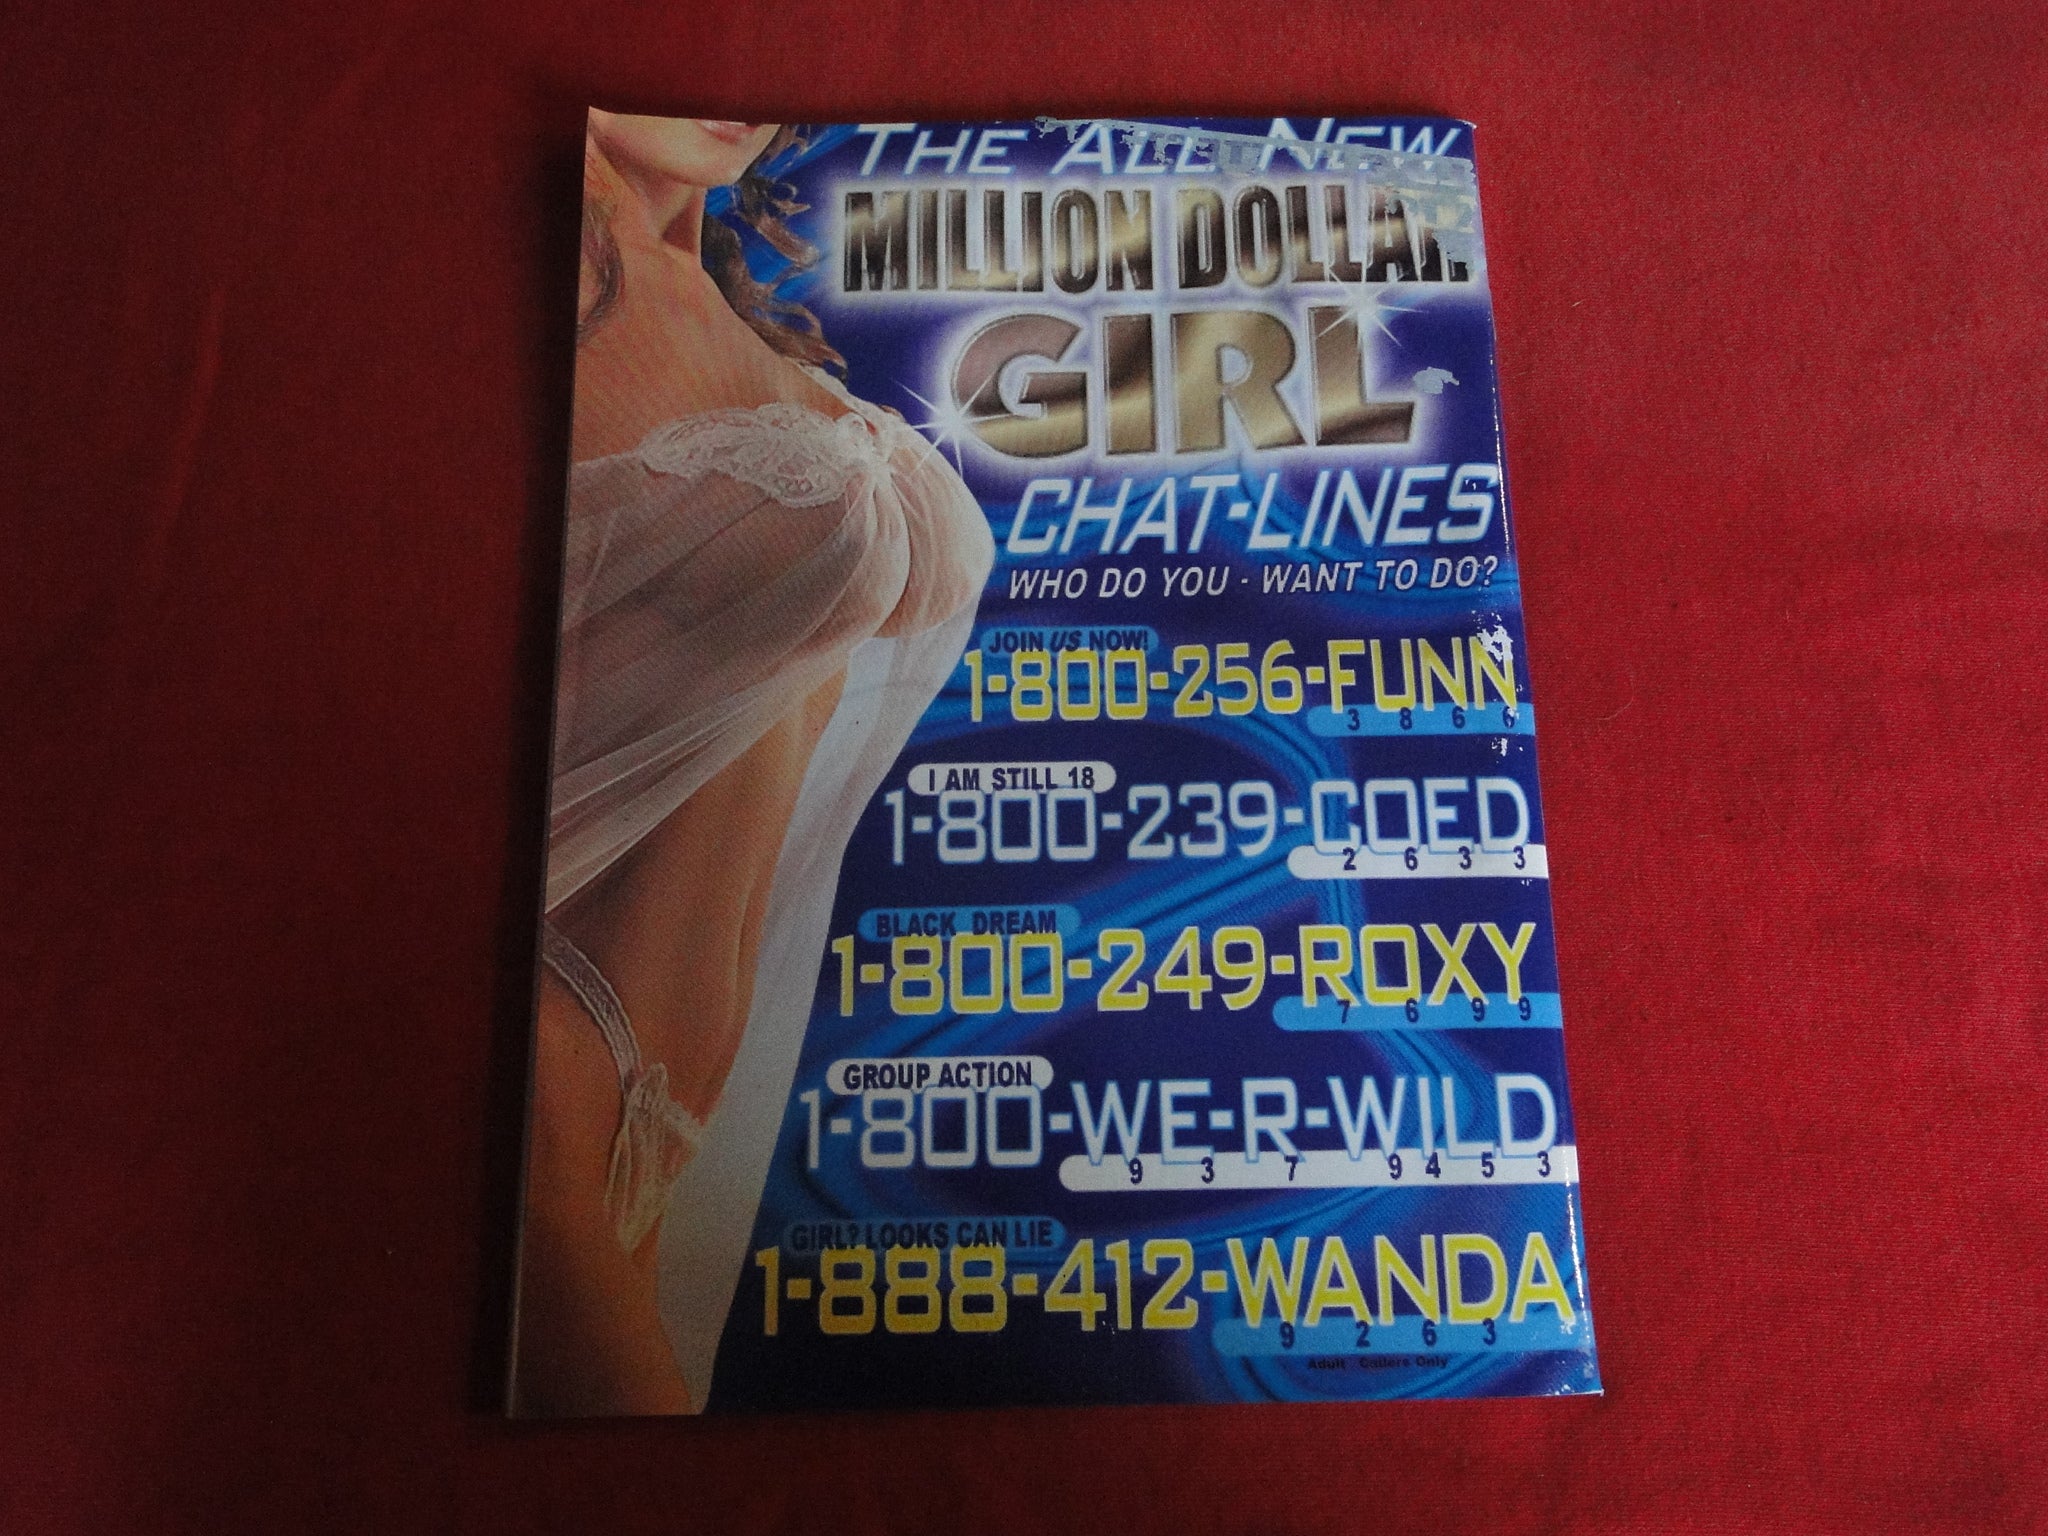 THE ALL NEW
MILLION DOLLAR
GIRL
CHAT-LINES
WHO DO YOU - WANT TO DO?
JOIN US NOW!
1-800-256-FUNN
3 8 6 6
I AM STILL 18
1-800-239-COED
2 6 3 3
BLACK DREAM
1-800-249-ROXY
7 6 9 9
GROUP ACTION
1-800-WE-R-WILD
9 3 7 9 4 5 3
GIRL? LOOKS CAN LIE
1-888-412-WANDA
9 2 6 3
Adult Callers Only